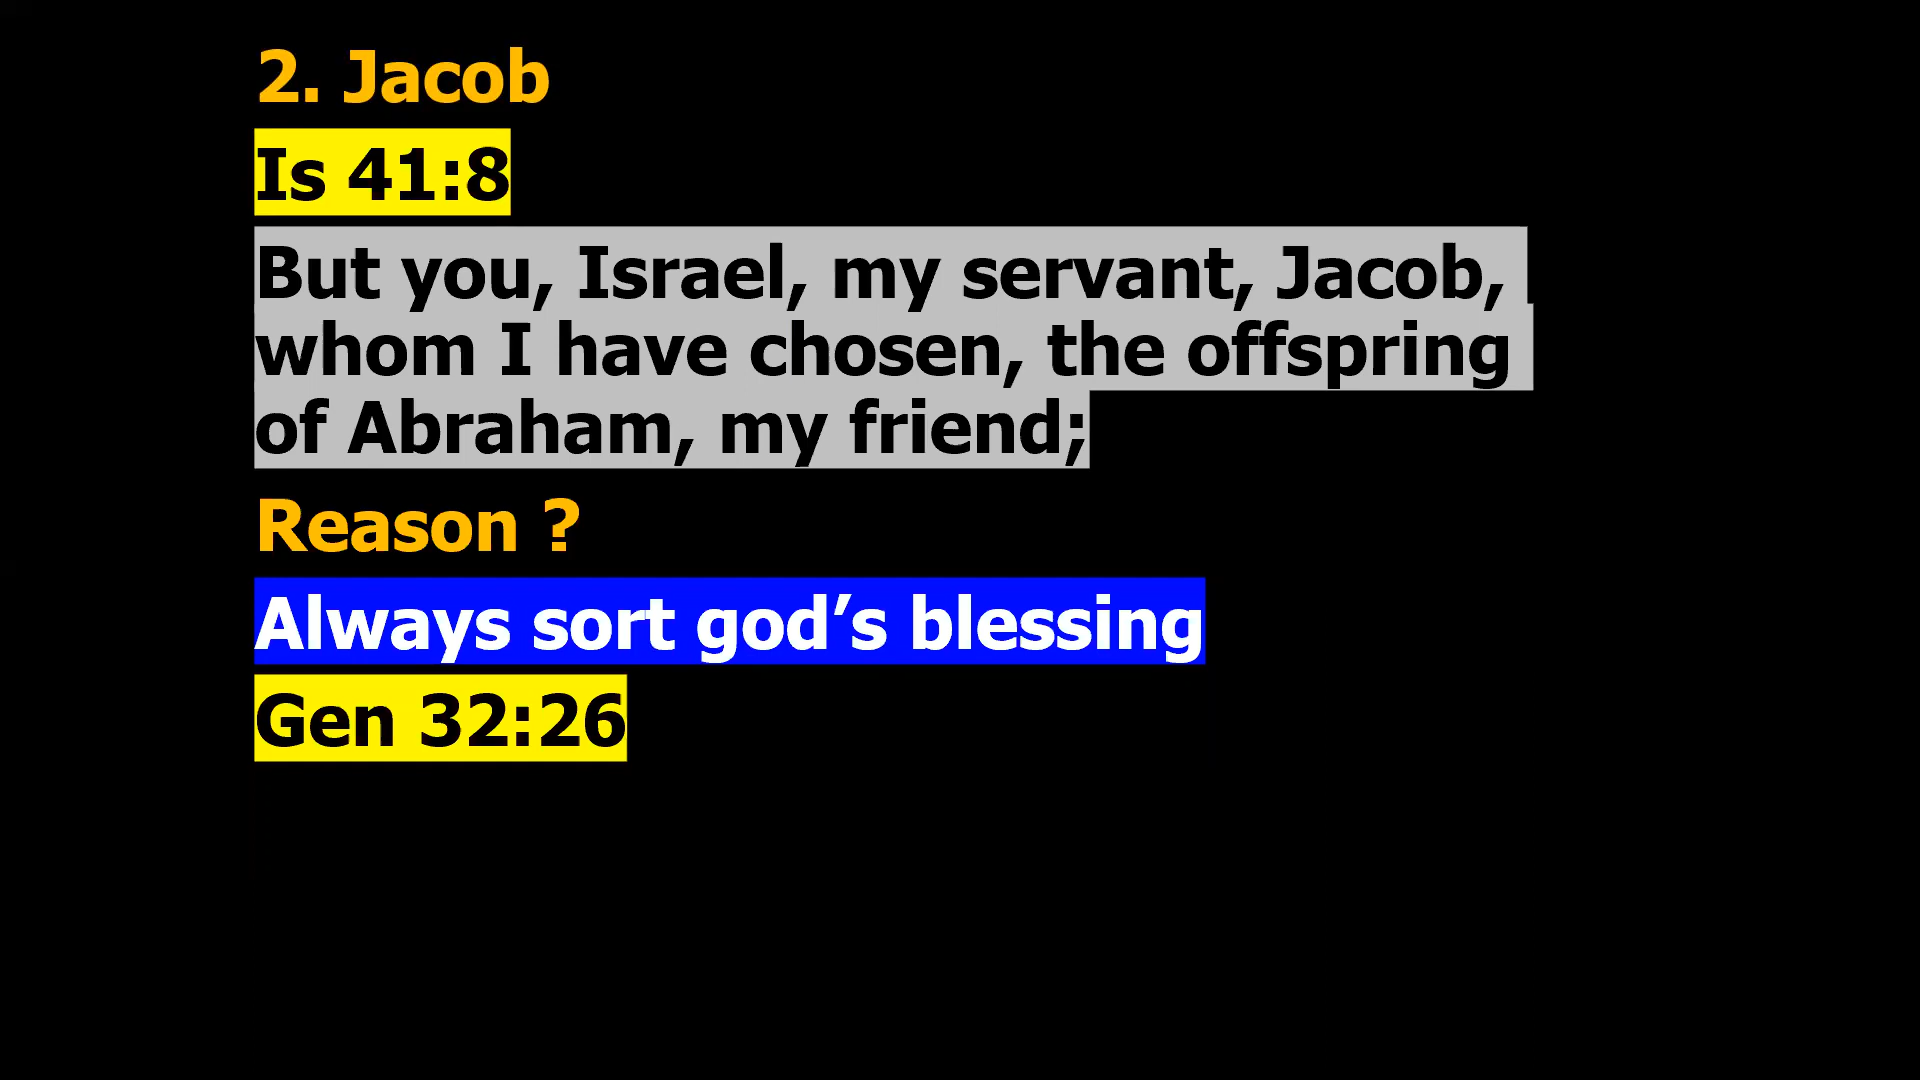 2. Jacob
Is 41:8
But you, Israel, my servant, Jacob,
whom I have chosen, the offspring
of Abraham, my friend;
Reason ?
Always sort god’s blessing
Gen 32:26